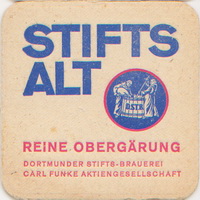 STIFTS
ALT
REINE OBERGÄRUNG
DORTMUNDER STIFTS-BRAUEREI
CARL FUNKE AKTIENGESELLSCHAFT